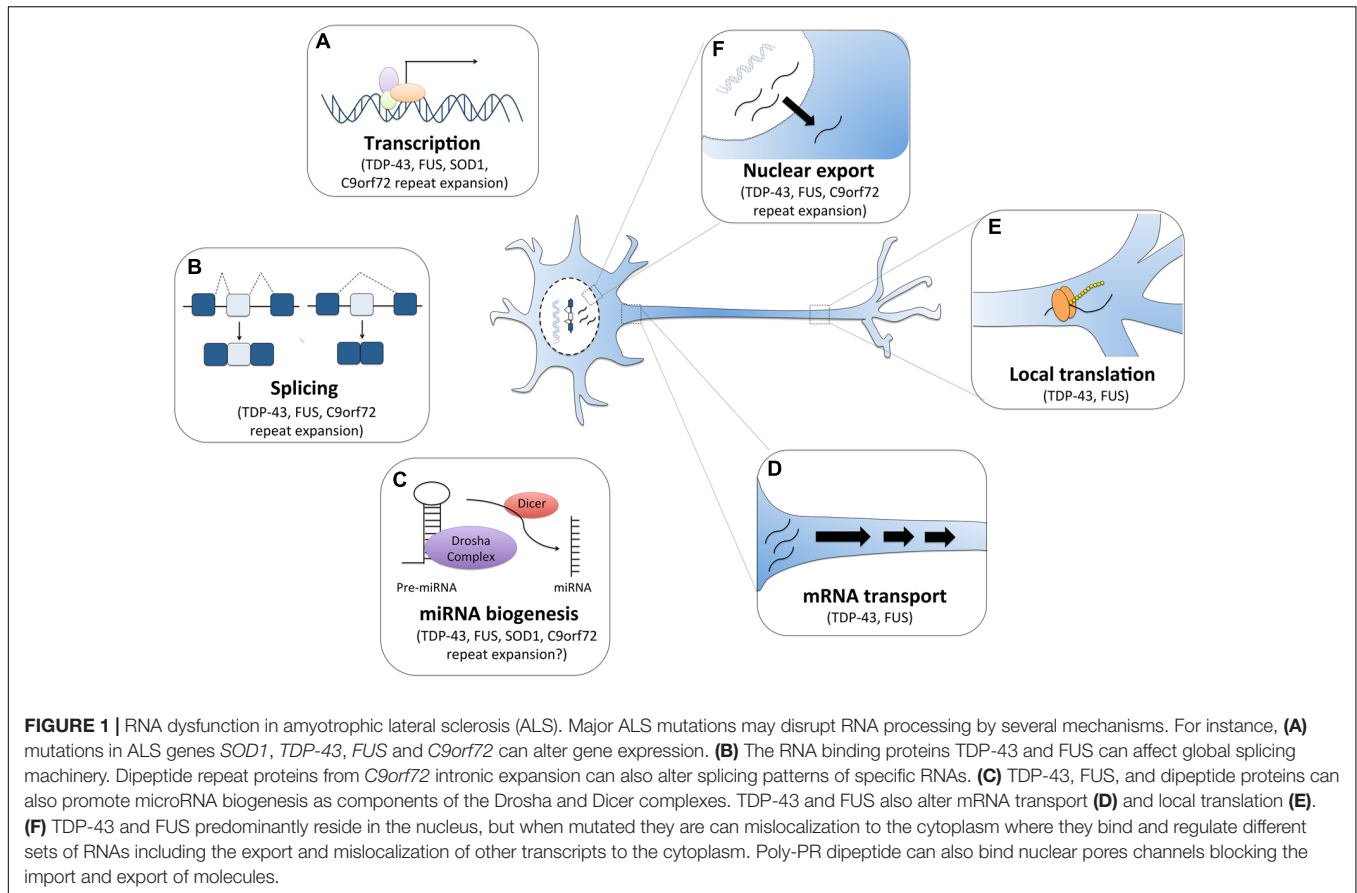 A
Transcription
(TDP-43, FUS, SOD1,
C9orf72 repeat expansion)
F
Nuclear export
(TDP-43, FUS, C9orf72
repeat expansion)
B
Splicing
(TDP-43, FUS, C9orf72
repeat expansion)
E
Local translation
(TDP-43, FUS)
C
Dicer
Drosha
Complex
Pre-miRNA
miRNA
miRNA biogenesis
(TDP-43, FUS, SOD1, C9orf72
repeat expansion?)
D
mRNA transport
(TDP-43, FUS)
FIGURE 1 | RNA dysfunction in amyotrophic lateral sclerosis (ALS). Major ALS mutations may disrupt RNA processing by several mechanisms. For instance, (A)
mutations in ALS genes SOD1, TDP-43, FUS and C9orf72 can alter gene expression. (B) The RNA binding proteins TDP-43 and FUS can affect global splicing
machinery. Dipeptide repeat proteins from C9orf72 intronic expansion can also alter splicing patterns of specific RNAs. (C) TDP-43, FUS, and dipeptide proteins can
also promote microRNA biogenesis as components of the Drosha and Dicer complexes. TDP-43 and FUS also alter mRNA transport (D) and local translation (E).
(F) TDP-43 and FUS predominantly reside in the nucleus, but when mutated they are can mislocalization to the cytoplasm where they bind and regulate different
sets of RNAs including the export and mislocalization of other transcripts to the cytoplasm. Poly-PR dipeptide can also bind nuclear pores channels blocking the
import and export of molecules.